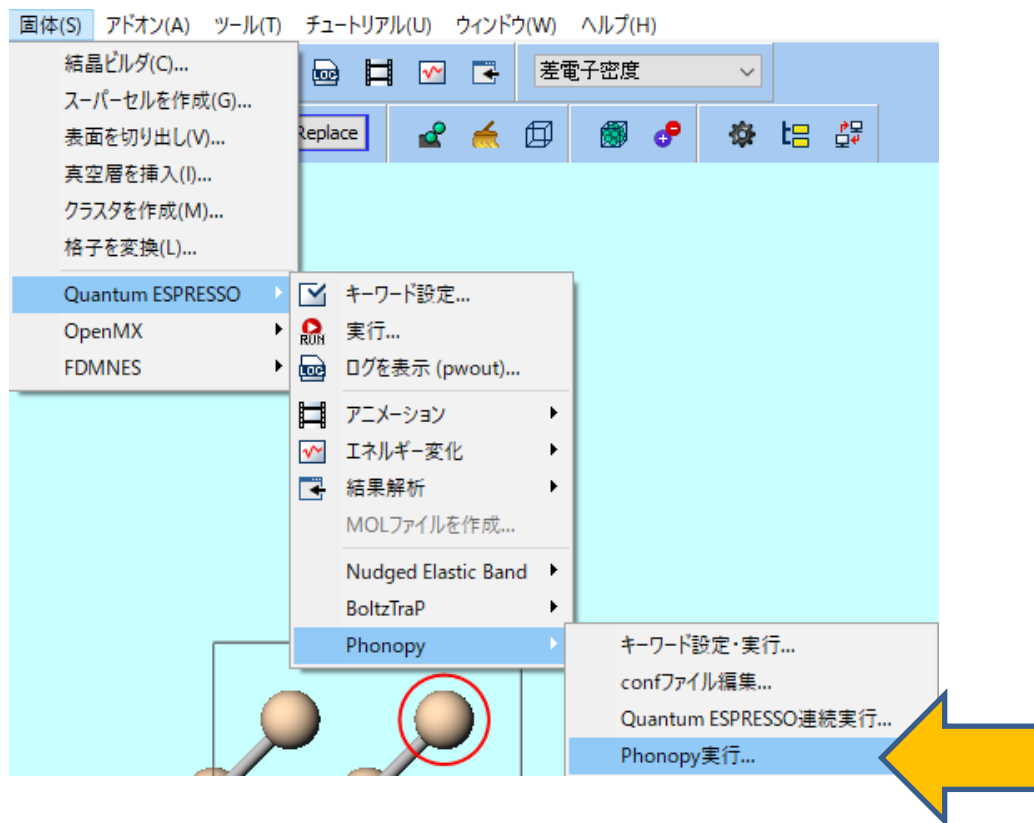 固体(S) アドオン(A) ツール(T) チュートリアル(U) ウィンドウ(W) ヘルプ(H)
結晶ビルダ(C)...
スーパーセルを作成(G)...
表面を切り出し(V)...
真空層を挿入(I)...
クラスタを作成(M)...
格子を変換(L)...
Quantum ESPRESSO
OpenMX
FDMNES
LOG
差電子密度
Replace
キーワード設定...
RUN 実行...
LOG ログを表示 (pwout)...
アニメーション
エネルギー変化
結果解析
MOLファイルを作成...
Nudged Elastic Band
BoltzTraP
Phonopy
キーワード設定・実行...
confファイル編集...
Quantum ESPRESSO連続実行...
Phonopy実行...